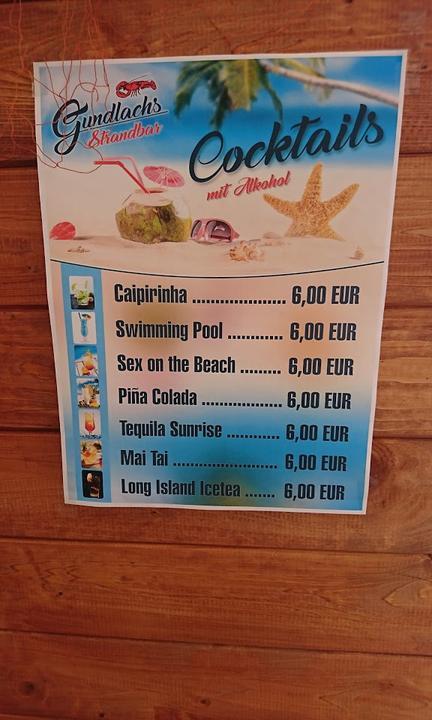 Gundlachs
Strandbar
Cocktails
mit Alkohol
Caipirinha ..................... 6,00 EUR
Swimming Pool ............ 6,00 EUR
Sex on the Beach ......... 6,00 EUR
Piña Colada .................. 6,00 EUR
Tequila Sunrise ............ 6,00 EUR
Mai Tai ....................... 6,00 EUR
Long Island Icetea ....... 6,00 EUR